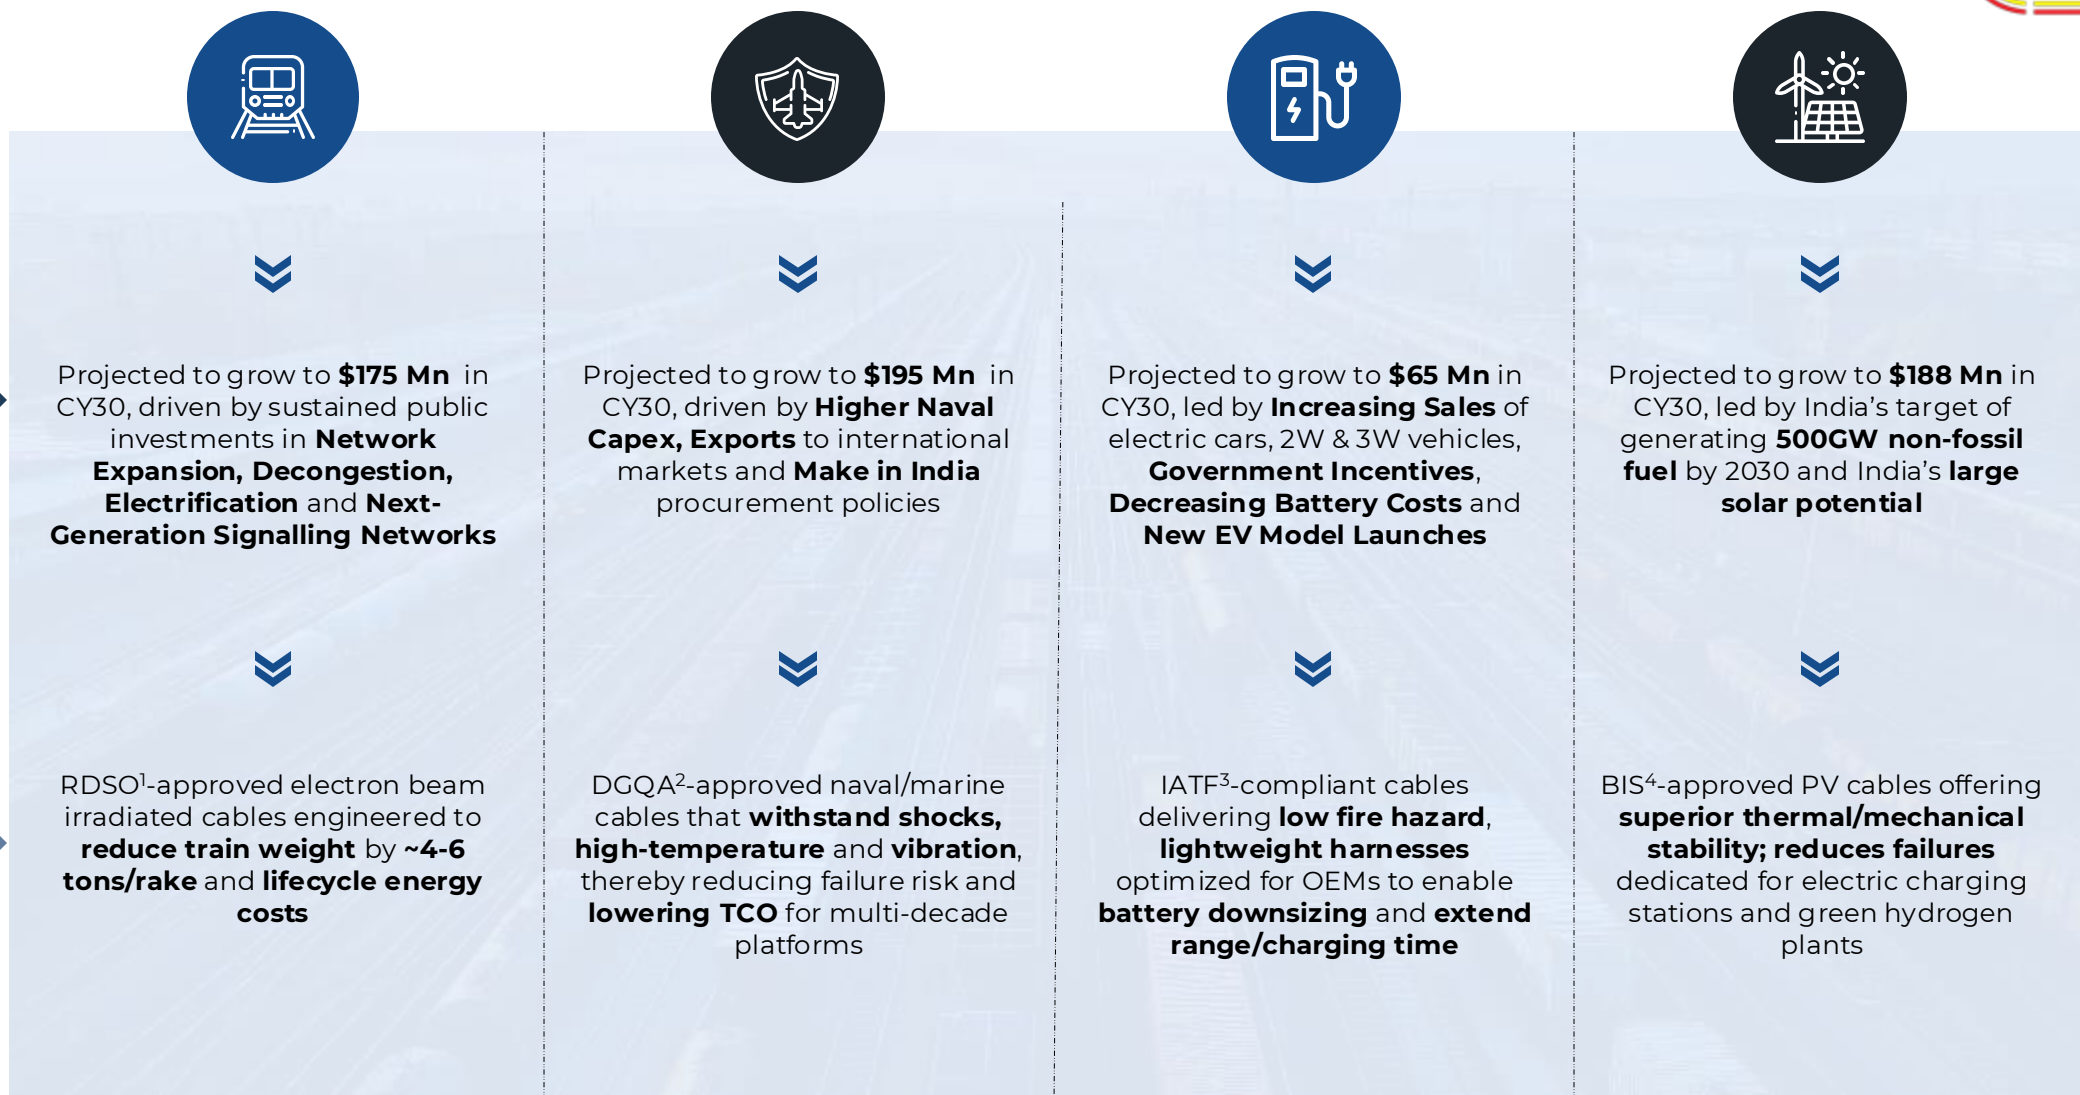 Projected to grow to $175 Mn in
CY30, driven by sustained public
investments in Network
Expansion, Decongestion,
Electrification and Next-
Generation Signalling Networks
Projected to grow to $195 Mn in
CY30, driven by Higher Naval
Capex, Exports to international
markets and Make in India
procurement policies
Projected to grow to $65 Mn in
CY30, led by Increasing Sales of
electric cars, 2W & 3W vehicles,
Government Incentives,
Decreasing Battery Costs and
New EV Model Launches
Projected to grow to $188 Mn in
CY30, led by India’s target of
generating 500GW non-fossil
fuel by 2030 and India’s large
solar potential
RDSO¹-approved electron beam
irradiated cables engineered to
reduce train weight by ~4-6
tons/rake and lifecycle energy
costs
DGQA²-approved naval/marine
cables that withstand shocks,
high-temperature and vibration,
thereby reducing failure risk and
lowering TCO for multi-decade
platforms
IATF³-compliant cables
delivering low fire hazard,
lightweight harnesses
optimized for OEMs to enable
battery downsizing and extend
range/charging time
BIS⁴-approved PV cables offering
superior thermal/mechanical
stability; reduces failures
dedicated for electric charging
stations and green hydrogen
plants